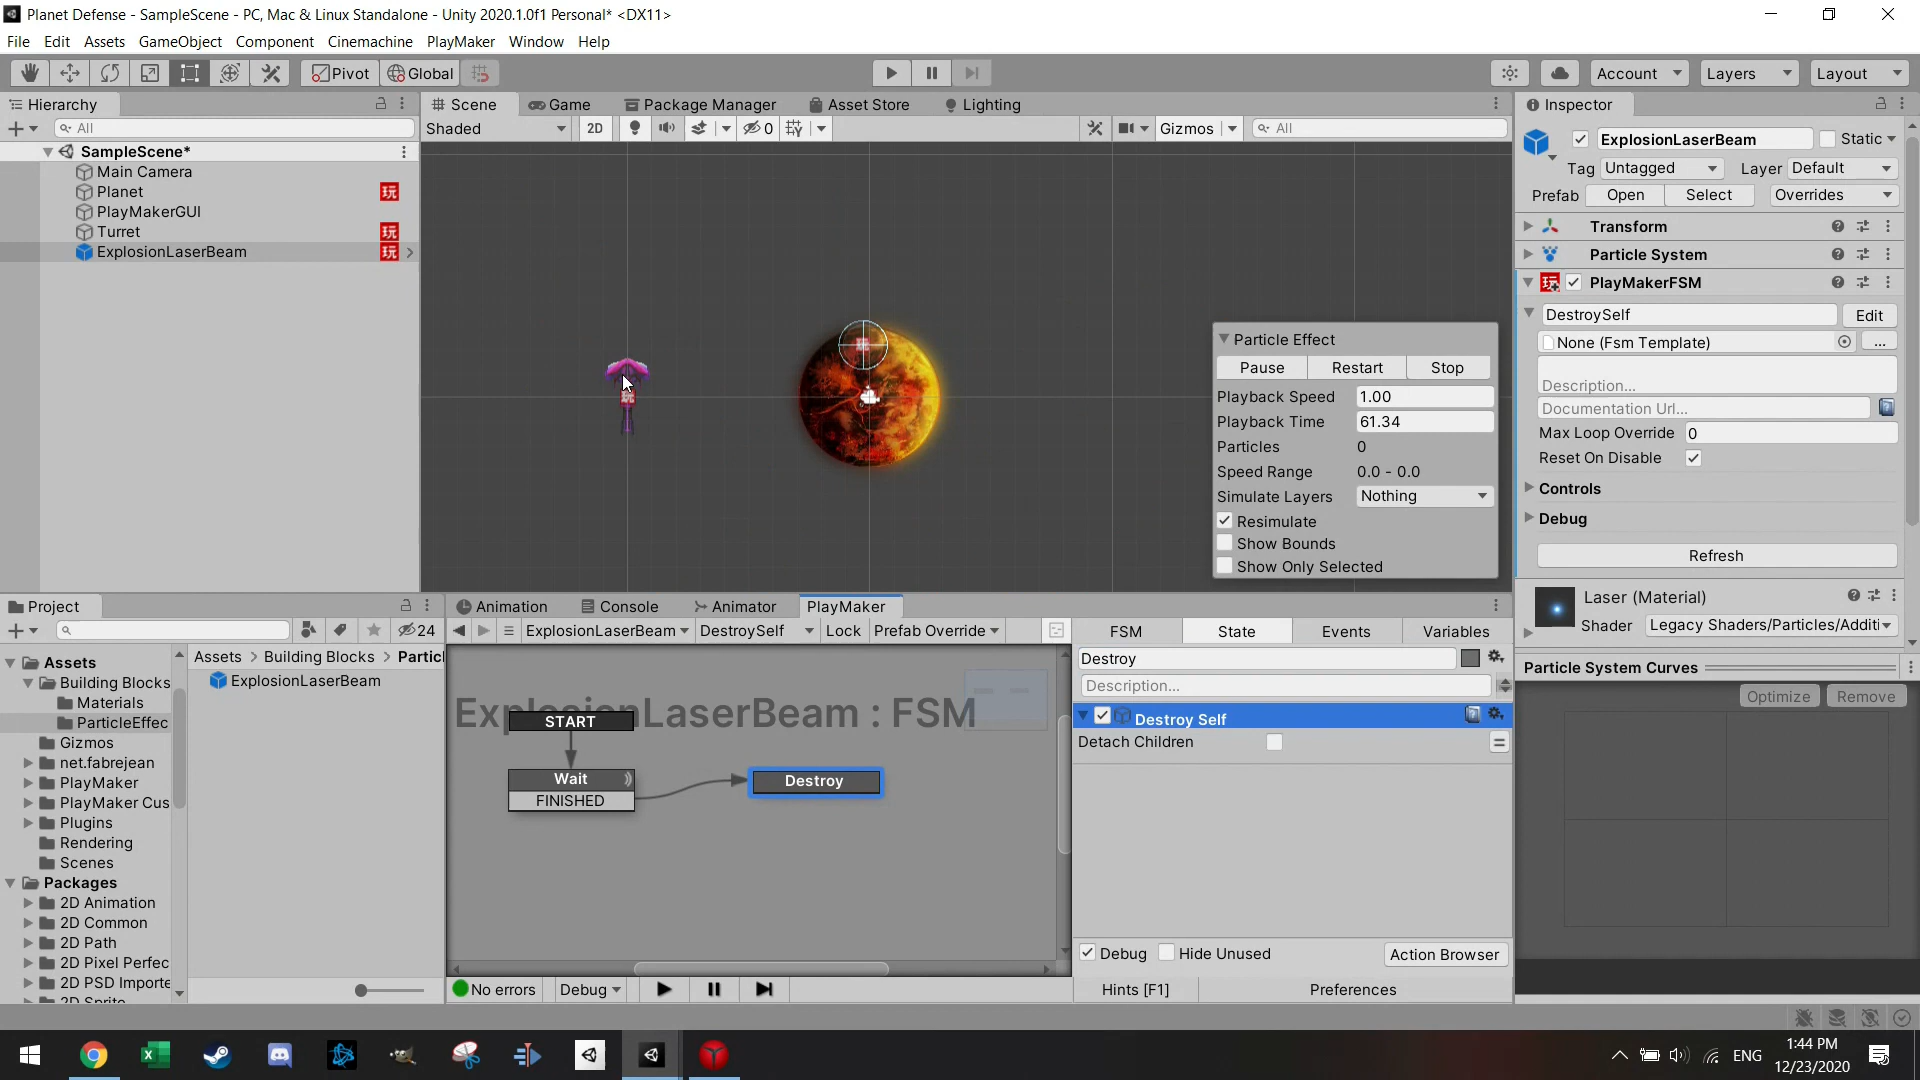 Planet Defense - SampleScene - PC, Mac & Linux Standalone - Unity 2020.1.0f1 Personal* <DX11>
File Edit Assets GameObject Component Cinemachine PlayMaker Window Help
Pivot Global Account Layers Layout
Hierarchy
All
SampleScene*
Main Camera
Planet 玩
PlayMakerGUI
Turret 玩
ExplosionLaserBeam 玩
Scene Game Package Manager Asset Store Lighting
Shaded 2D 0 Gizmos All
Particle Effect
Pause Restart Stop
Playback Speed 1.00
Playback Time 61.34
Particles 0
Speed Range 0.0 - 0.0
Simulate Layers Nothing
Resimulate
Show Bounds
Show Only Selected
Inspector
ExplosionLaserBeam Static
Tag Untagged Layer Default
Prefab Open Select Overrides
Transform
Particle System
玩 PlayMakerFSM
DestroySelf Edit
None (Fsm Template) ...
Description...
Documentation Url...
Max Loop Override 0
Reset On Disable
Controls
Debug
Refresh
Laser (Material)
Shader Legacy Shaders/Particles/Additi
Particle System Curves
Optimize Remove
Project
24
Assets
Building Blocks
Materials
ParticleEffec
Gizmos
net.fabrejean
PlayMaker
PlayMaker Cus
Plugins
Rendering
Scenes
Packages
2D Animation
2D Common
2D Path
2D Pixel Perfec
2D PSD Importe
2D Sprite
Assets > Building Blocks > Particl
ExplosionLaserBeam
Animation Console Animator PlayMaker
ExplosionLaserBeam DestroySelf Lock Prefab Override
ExplosionLaserBeam : FSM
START
Wait
FINISHED
Destroy
No errors Debug
FSM State Events Variables
Destroy
Description...
Destroy Self
Detach Children
Debug Hide Unused Action Browser
Hints [F1] Preferences
ENG
1:44 PM
12/23/2020